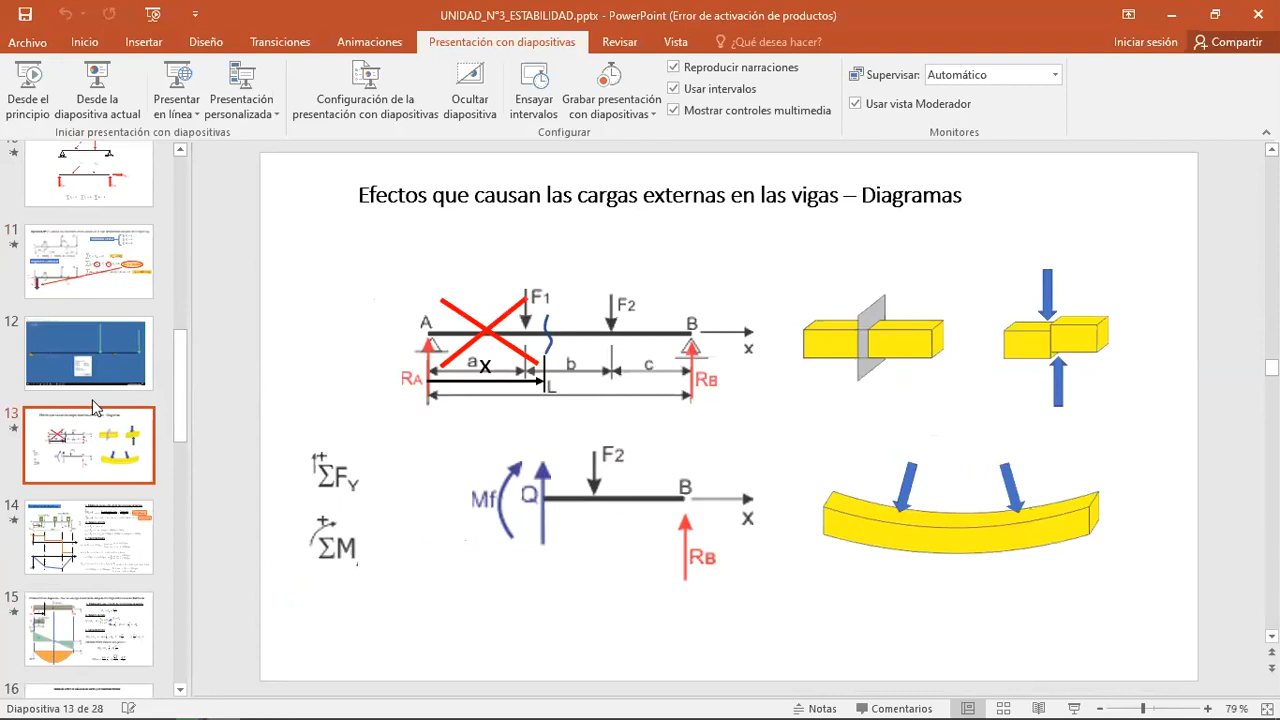 UNIDAD_N°3_ESTABILIDAD.pptx - PowerPoint (Error de activación de productos)
Archivo Inicio Insertar Diseño Transiciones Animaciones Presentación con diapositivas Revisar Vista ¿Qué desea hacer? Iniciar sesión Compartir
Desde el principio
Desde la diapositiva actual
Presentar en línea
Presentación personalizada
Iniciar presentación con diapositivas
Configuración de la presentación con diapositivas
Ocultar diapositiva
Ensayar intervalos
Grabar presentación con diapositivas
Reproducir narraciones
Usar intervalos
Mostrar controles multimedia
Configurar
Supervisar: Automático
Usar vista Moderador
Monitores
11
12
13
14
15
16
Efectos que causan las cargas externas en las vigas – Diagramas
F1
F2
A
B
x
a
x
b
c
RA
L
RB
F2
Mf
Q
B
x
RB
+
ΣFY
+
ΣM
Diapositiva 13 de 28 Notas Comentarios 79 %